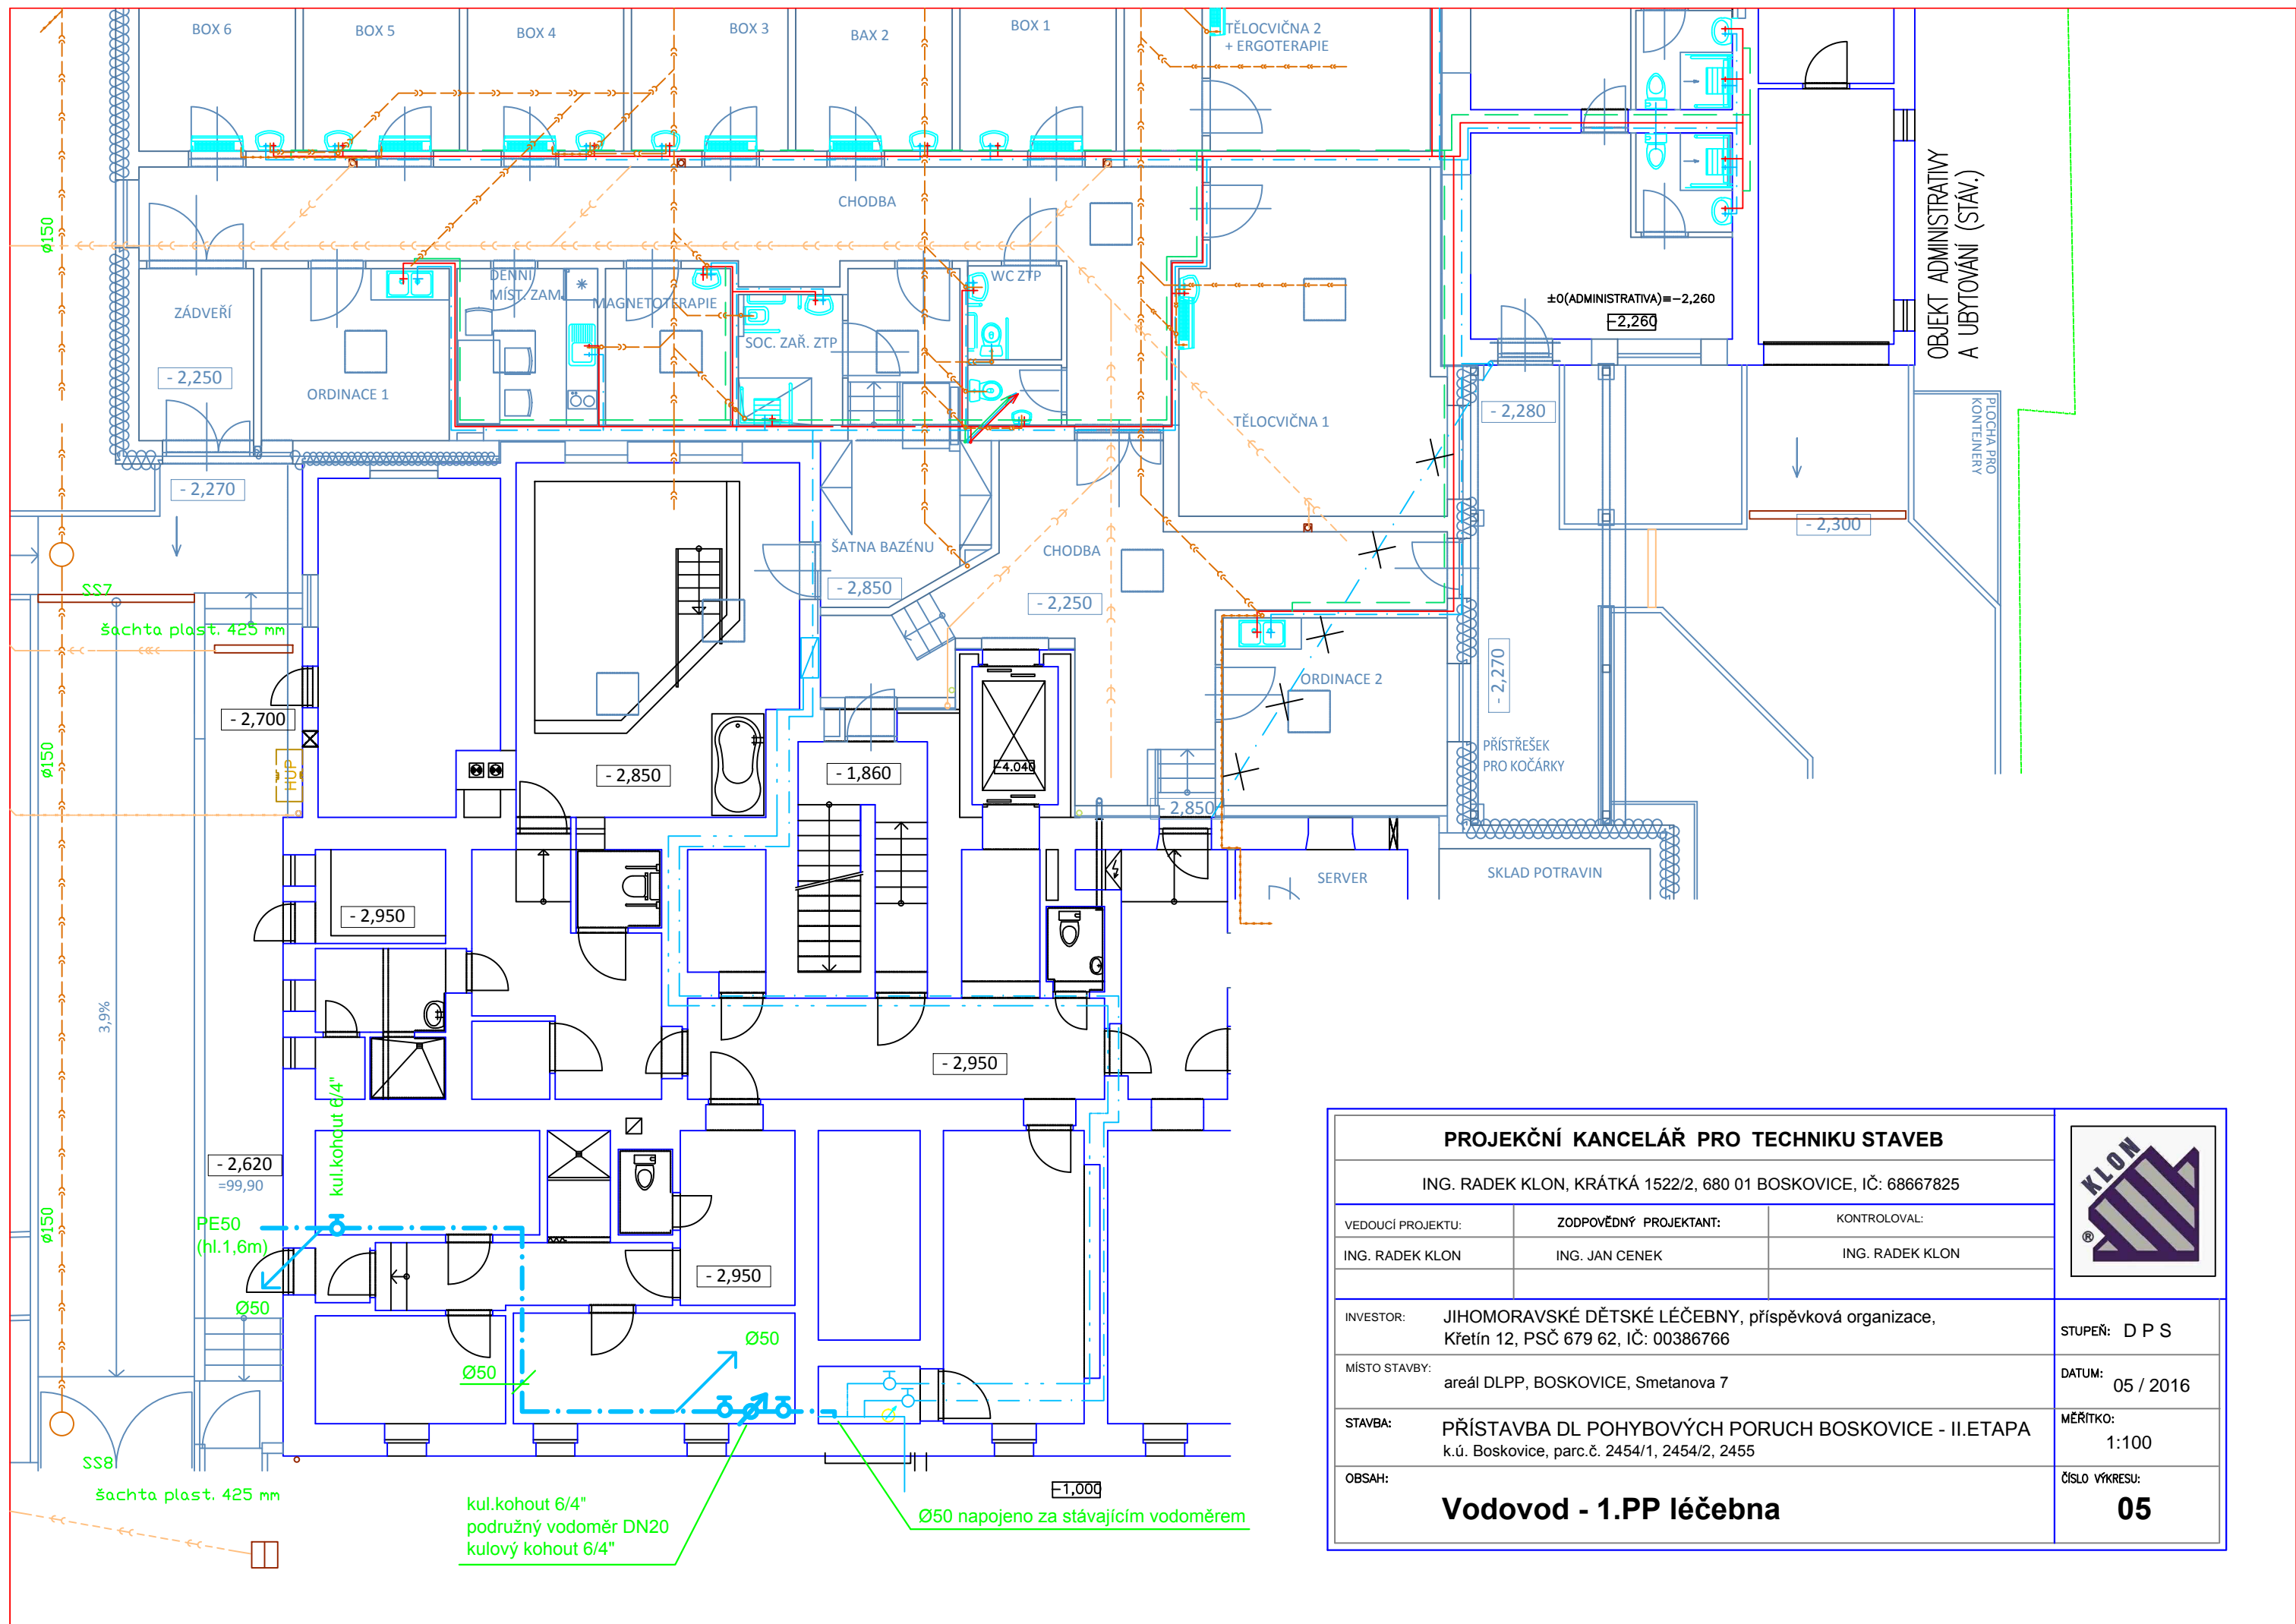 BOX 6
BOX 5
BOX 4
BOX 3
BAX 2
BOX 1
TĚLOCVIČNA 2
+ ERGOTERAPIE
CHODBA
Ø150
ZÁDVEŘÍ
- 2,250
ORDINACE 1
DENNÍ
MÍST. ZAM.
MAGNETOTERAPIE
SOC. ZAŘ. ZTP
WC ZTP
TĚLOCVIČNA 1
±0(ADMINISTRATIVA)=-2,260
-2,260
OBJEKT ADMINISTRATIVY
A UBYTOVÁNÍ (STÁV.)
- 2,280
PLOCHA PRO
KONTEJNERY
- 2,270
- 2,300
ŠATNA BAZÉNU
- 2,850
CHODBA
- 2,250
SS7
šachta plast. 425 mm
- 2,700
HUP
Ø150
- 2,850
- 1,860
-4.040
- 2,850
ORDINACE 2
- 2,270
PŘÍSTŘEŠEK
PRO KOČÁRKY
SERVER
SKLAD POTRAVIN
- 2,950
3,9%
- 2,950
kul.kohout 6/4"
- 2,620
=99,90
Ø150
PE50
(hl.1,6m)
Ø50
- 2,950
Ø50
Ø50
SS8
šachta plast. 425 mm
kul.kohout 6/4"
podružný vodoměr DN20
kulový kohout 6/4"
-1,000
Ø50 napojeno za stávajícím vodoměrem
PROJEKČNÍ KANCELÁŘ PRO TECHNIKU STAVEB
ING. RADEK KLON, KRÁTKÁ 1522/2, 680 01 BOSKOVICE, IČ: 68667825
VEDOUCÍ PROJEKTU:
ZODPOVĚDNÝ PROJEKTANT:
KONTROLOVAL:
ING. RADEK KLON
ING. JAN CENEK
ING. RADEK KLON
KLON
®
INVESTOR:
JIHOMORAVSKÉ DĚTSKÉ LÉČEBNY, příspěvková organizace,
Křetín 12, PSČ 679 62, IČ: 00386766
STUPEŇ: D P S
MÍSTO STAVBY:
areál DLPP, BOSKOVICE, Smetanova 7
DATUM:
05 / 2016
STAVBA:
PŘÍSTAVBA DL POHYBOVÝCH PORUCH BOSKOVICE - II.ETAPA
k.ú. Boskovice, parc.č. 2454/1, 2454/2, 2455
MĚŘÍTKO:
1:100
OBSAH:
Vodovod - 1.PP léčebna
ČÍSLO VÝKRESU:
05